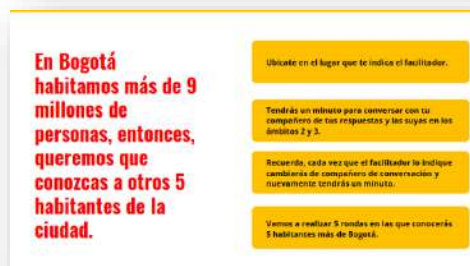 En Bogotá
habitamos más de 9
millones de
personas, entonces,
queremos que
conozcas a otros 5
habitantes de la
ciudad.
Ubícate en el lugar que te indica el facilitador.
Tendrás un minuto para conversar con tu
compañero de tus respuestas y las suyas en los
ámbitos 2 y 3.
Recuerda, cada vez que el facilitador lo indique
cambiarás de compañero de conversación y
nuevamente tendrás un minuto.
Vamos a realizar 5 rondas en las que conocerás
5 habitantes más de Bogotá.